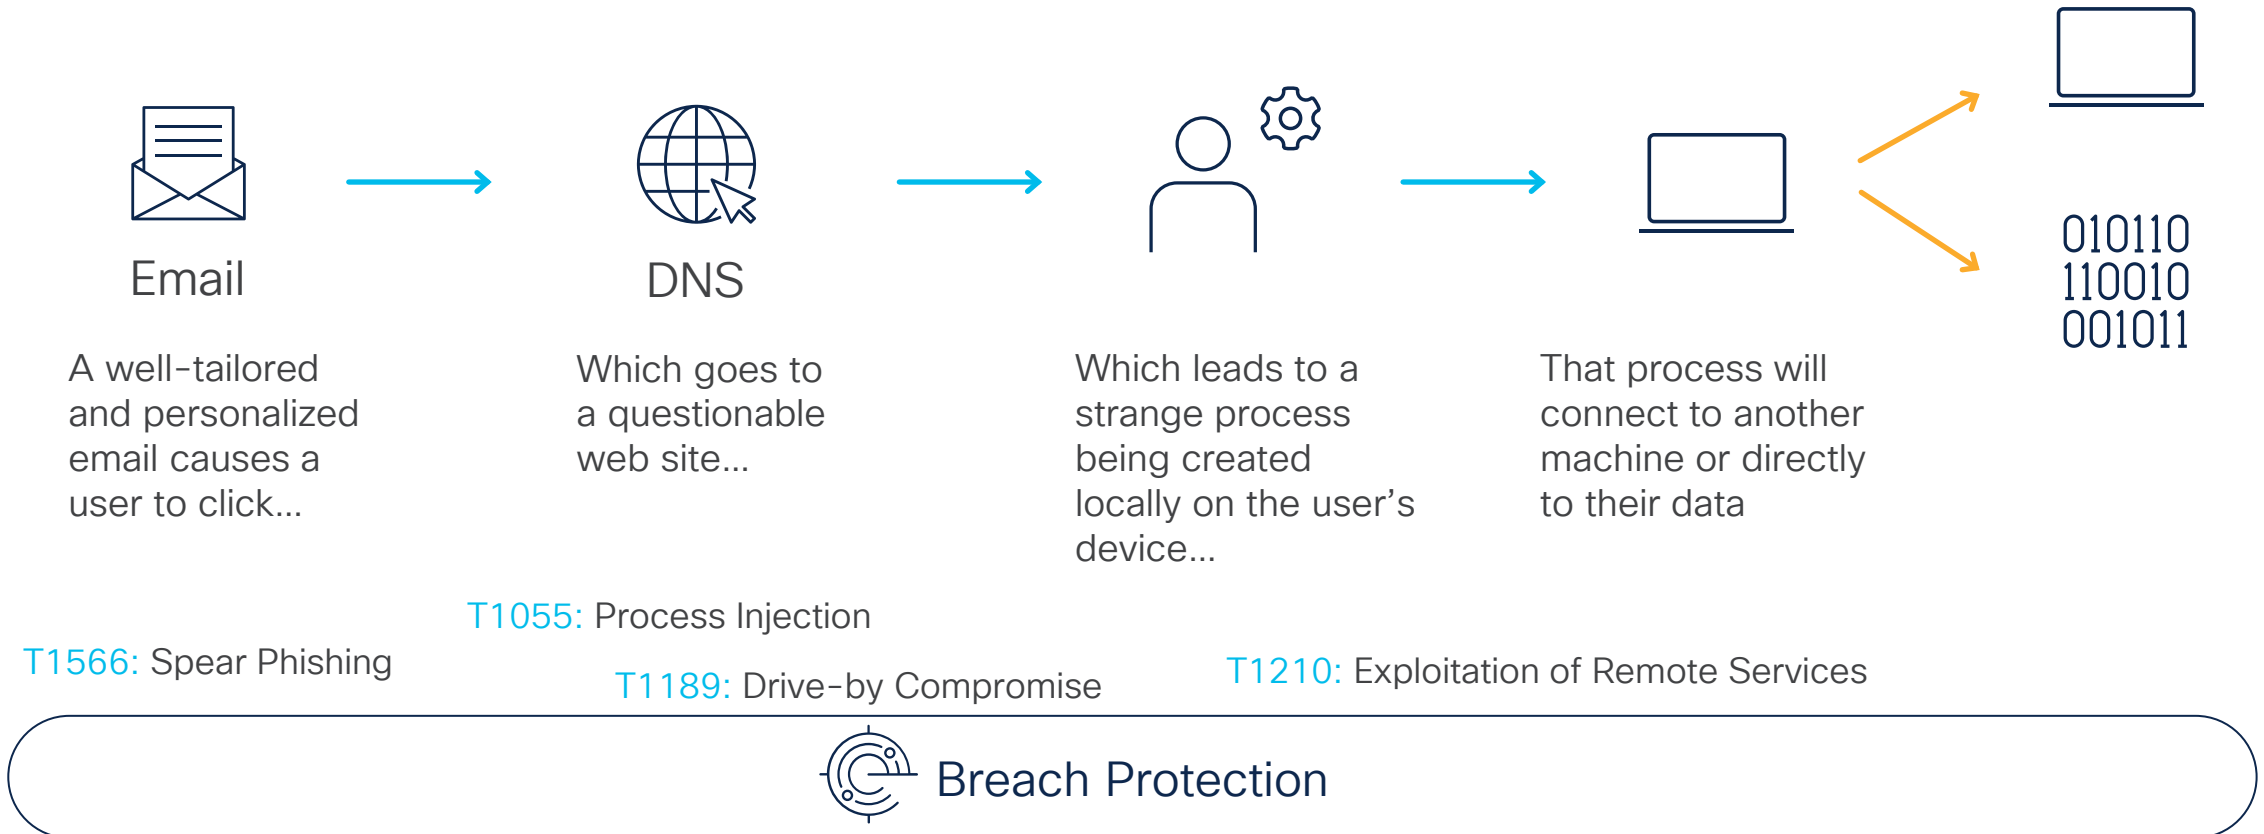 Email
A well-tailored
and personalized
email causes a
user to click...
DNS
Which goes to
a questionable
web site...
Which leads to a
strange process
being created
locally on the user's
device...
That process will
connect to another
machine or directly
to their data
010110
110010
001011
T1566: Spear Phishing
T1055: Process Injection
T1189: Drive-by Compromise
T1210: Exploitation of Remote Services
Breach Protection